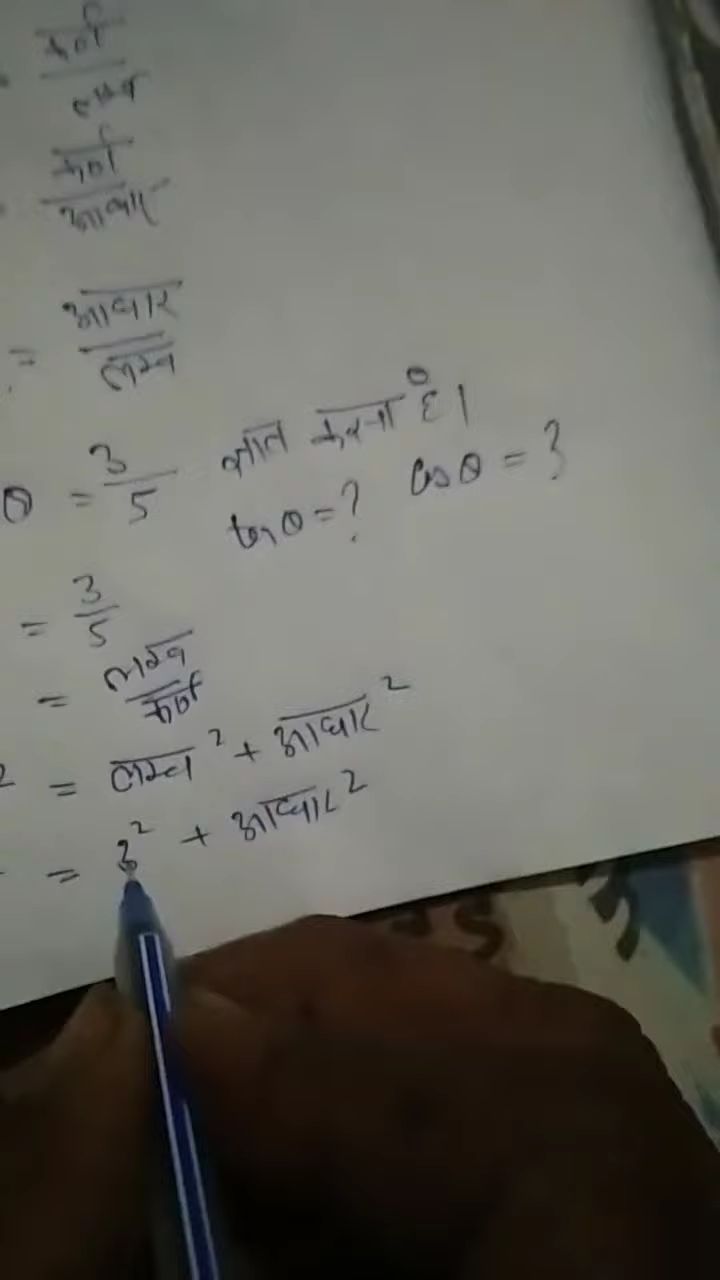 कर्ण
लम्ब
कर्ण
आधार
= आधार
लम्ब
θ = 3/5 ज्ञात करना है।
tanθ = ? cosθ = ?
= 3/5
= लम्ब
कर्ण
2 = लम्ब² + आधार²
= 3² + आधार²